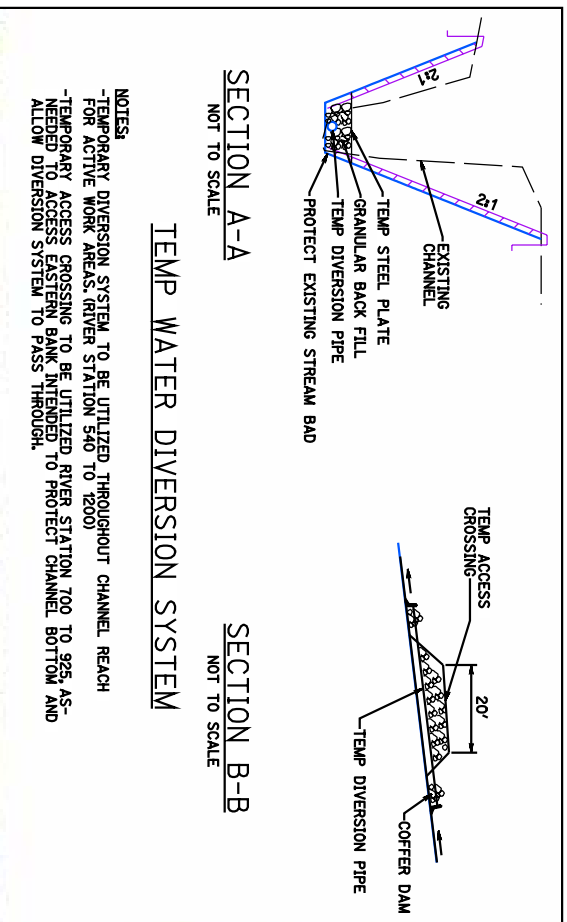 2:1
2:1
EXISTING
CHANNEL
TEMP STEEL PLATE
GRANULAR BACK FILL
TEMP DIVERSION PIPE
PROTECT EXISTING STREAM BAD
SECTION A-A
NOT TO SCALE
TEMP ACCESS
CROSSING
20'
COFFER DAM
TEMP DIVERSION PIPE
SECTION B-B
NOT TO SCALE
TEMP WATER DIVERSION SYSTEM
NOTES:
-TEMPORARY DIVERSION SYSTEM TO BE UTILIZED THROUGHOUT CHANNEL REACH
FOR ACTIVE WORK AREAS. (RIVER STATION 540 TO 1200)
-TEMPORARY ACCESS CROSSING TO BE UTILIZED RIVER STATION 700 TO 925, AS-
NEEDED TO ACCESS EASTERN BANK INTENDED TO PROTECT CHANNEL BOTTOM AND
ALLOW DIVERSION SYSTEM TO PASS THROUGH.